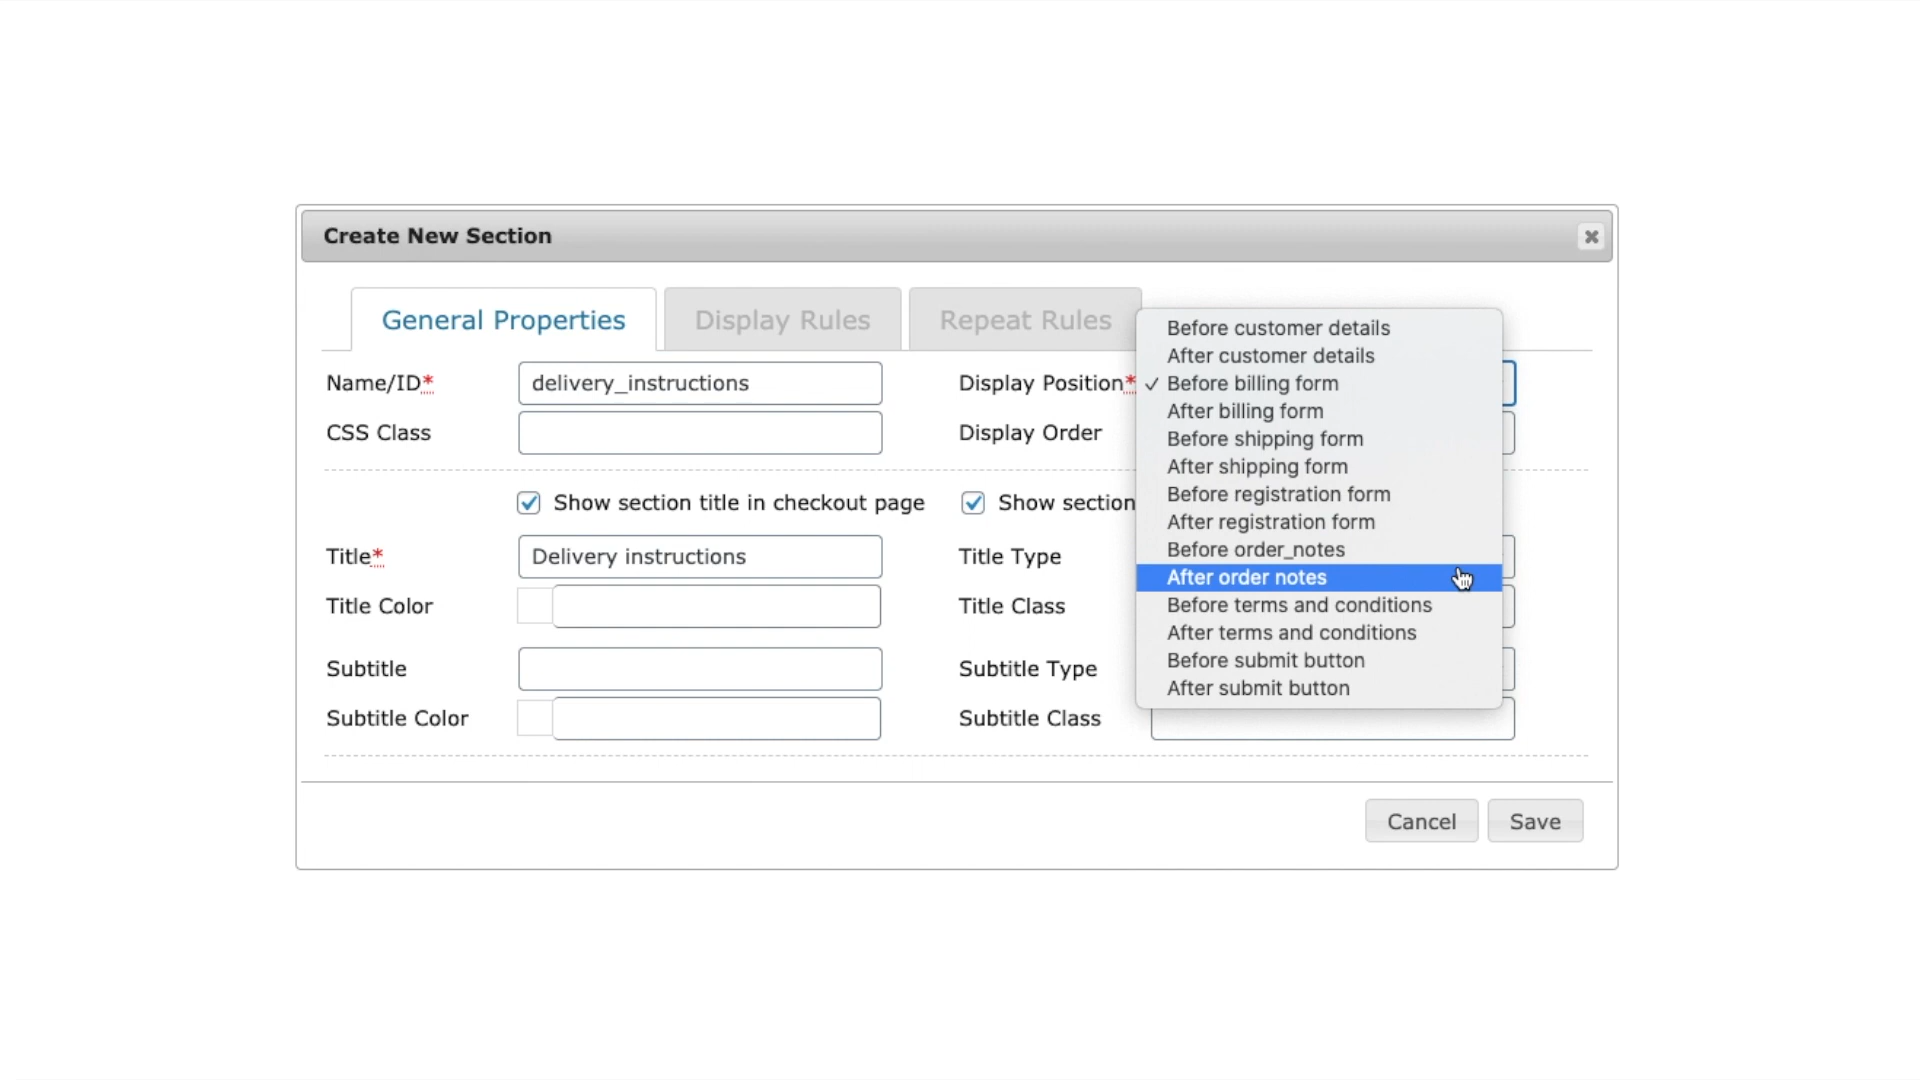 Create New Section
General Properties
Display Rules
Repeat Rules
Name/ID*
delivery_instructions
Display Position*
CSS Class
Display Order
Show section title in checkout page
Show section
Title*
Delivery instructions
Title Type
Title Color
Title Class
Subtitle
Subtitle Type
Subtitle Color
Subtitle Class
Before customer details
After customer details
✓ Before billing form
After billing form
Before shipping form
After shipping form
Before registration form
After registration form
Before order_notes
After order notes
Before terms and conditions
After terms and conditions
Before submit button
After submit button
Cancel
Save